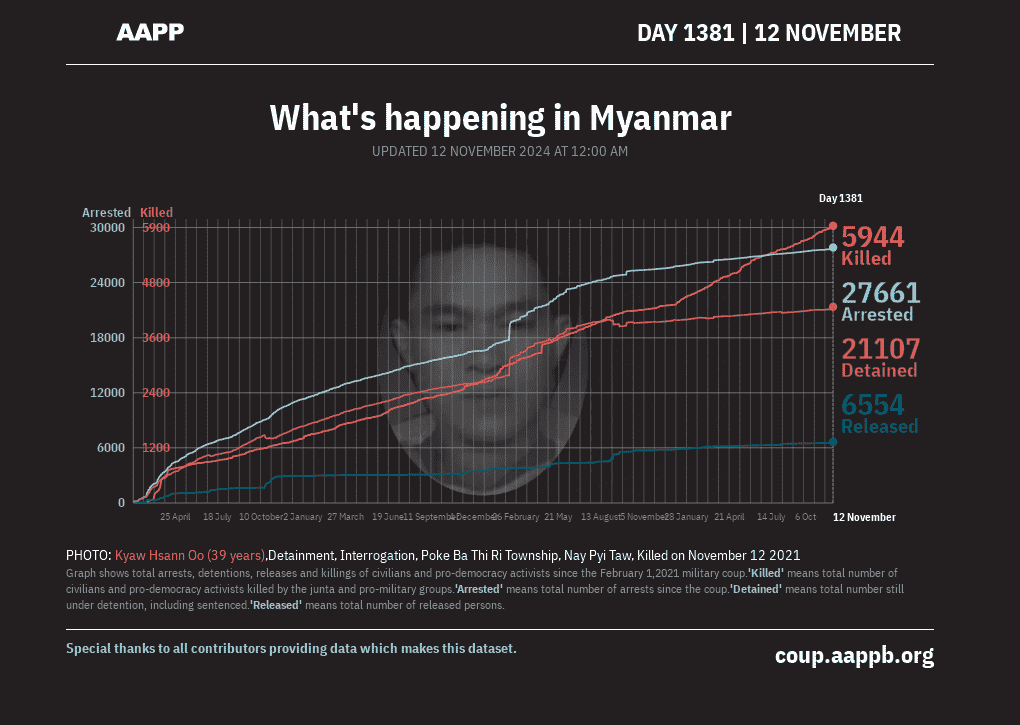 AAPP
DAY 1381 | 12 NOVEMBER
What's happening in Myanmar
UPDATED 12 NOVEMBER 2024 AT 12:00 AM
Day 1381
Arrested Killed
30000 5900
24000 4800
18000 3600
12000 2400
6000 1200
0
5944
Killed
27661
Arrested
21107
Detained
6554
Released
25 April 18 July 10 October 2 January 27 March 19 June 11 September 4 December 26 February 21 May 13 August 5 November 28 January 21 April 14 July 6 Oct 12 November
PHOTO: Kyaw Hsann Oo (39 years),Detainment, Interrogation, Poke Ba Thi Ri Township, Nay Pyi Taw, Killed on November 12 2021
Graph shows total arrests, detentions, releases and killings of civilians and pro-democracy activists since the February 1,2021 military coup.'Killed' means total number of
civilians and pro-democracy activists killed by the junta and pro-military groups.'Arrested' means total number of arrests since the coup.'Detained' means total number still
under detention, including sentenced.'Released' means total number of released persons.
Special thanks to all contributors providing data which makes this dataset.
coup.aappb.org